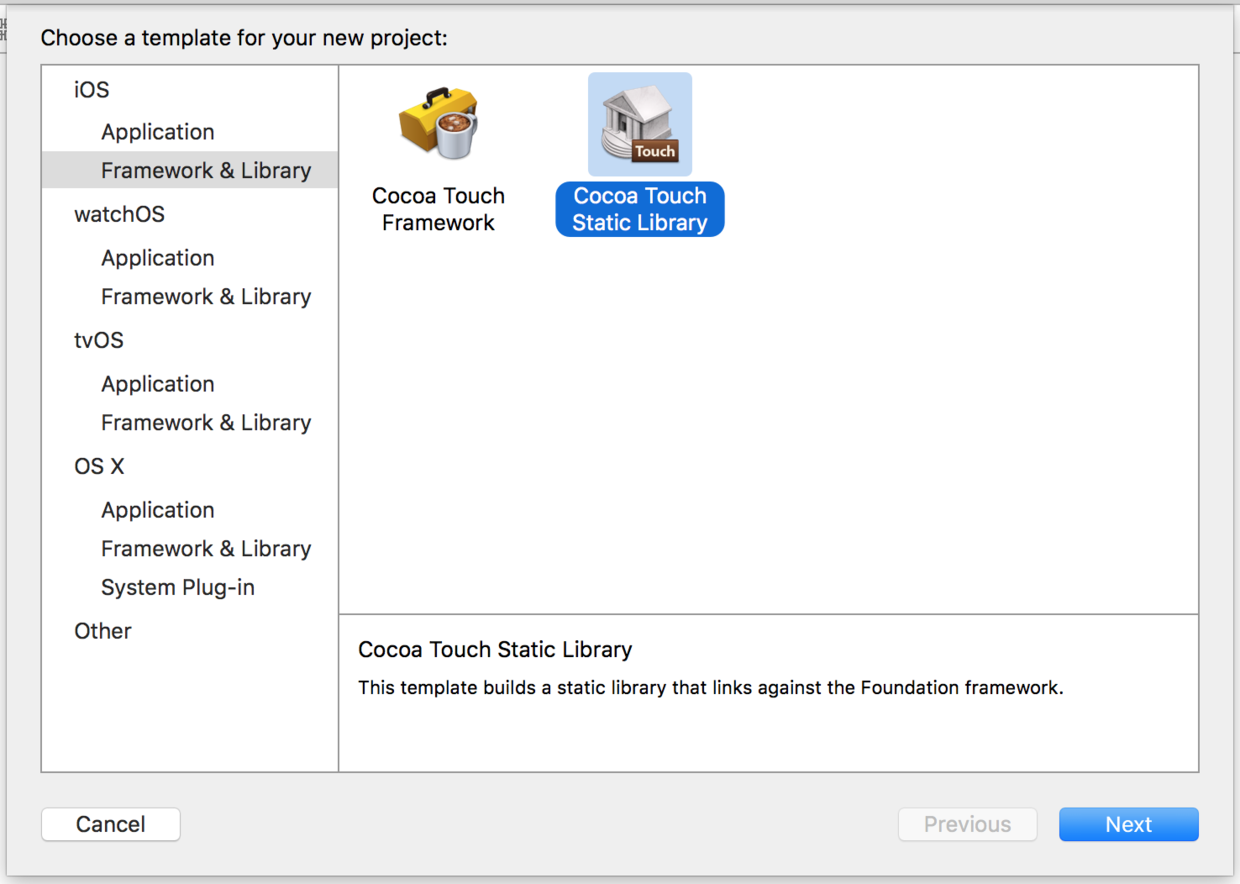 Choose a template for your new project:
iOS
Application
Framework & Library
watchOS
Application
Framework & Library
tvOS
Application
Framework & Library
OS X
Application
Framework & Library
System Plug-in
Other
Cocoa Touch
Framework
Touch
Cocoa Touch
Static Library
Cocoa Touch Static Library
This template builds a static library that links against the Foundation framework.
Cancel
Previous
Next